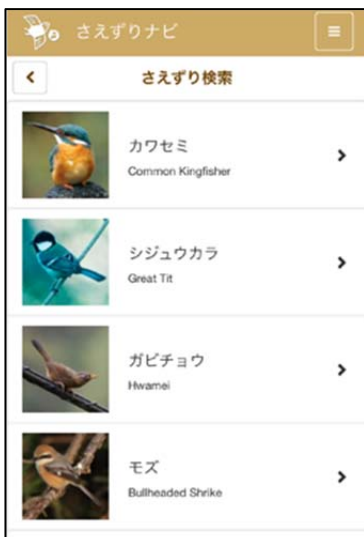 さえずりナビ
さえずり検索
カワセミ
Common Kingfisher
シジュウカラ
Great Tit
ガビチョウ
Hwamei
モズ
Bullheaded Shrike